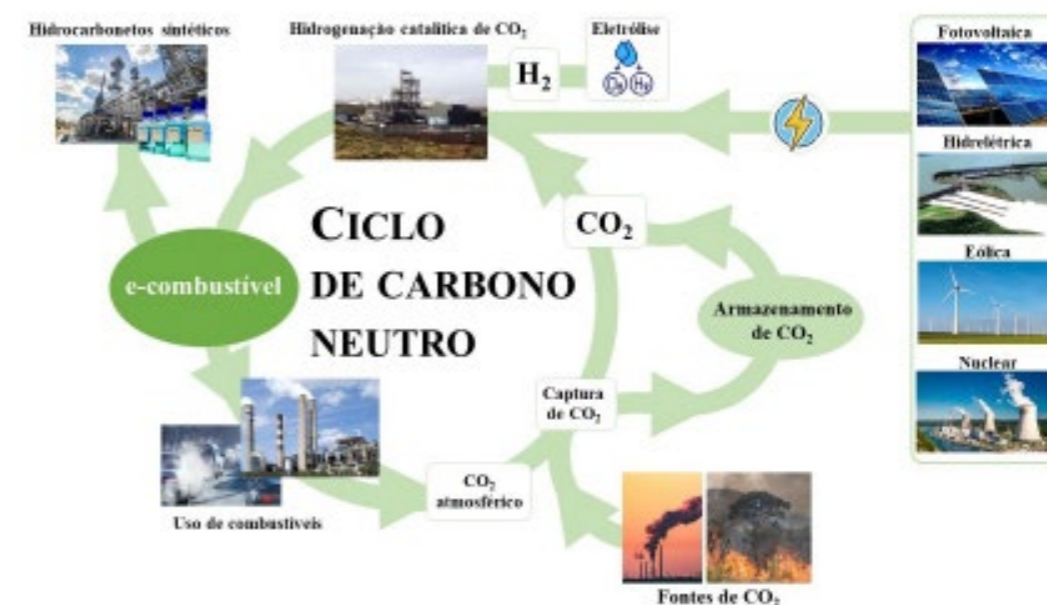 Hidrocarbonetos sintéticos
Hidrogenação catalítica de CO₂
Eletrólise
H₂
Fotovoltaica
Hidrelétrica
CICLO
DE CARBONO
NEUTRO
CO₂
e-combustível
Armazenamento
de CO₂
Eólica
Nuclear
Captura
de CO₂
CO₂
atmosférico
Uso de combustíveis
Fontes de CO₂